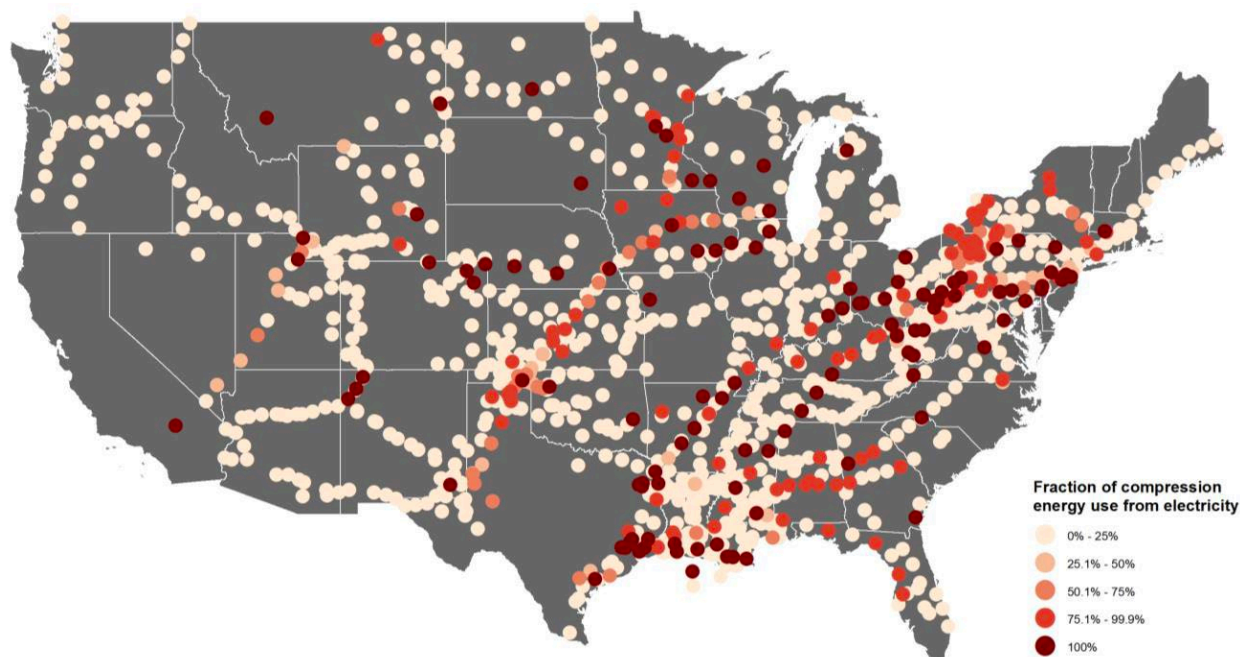 Fraction of compression
energy use from electricity
0% - 25%
25.1% - 50%
50.1% - 75%
75.1% - 99.9%
100%